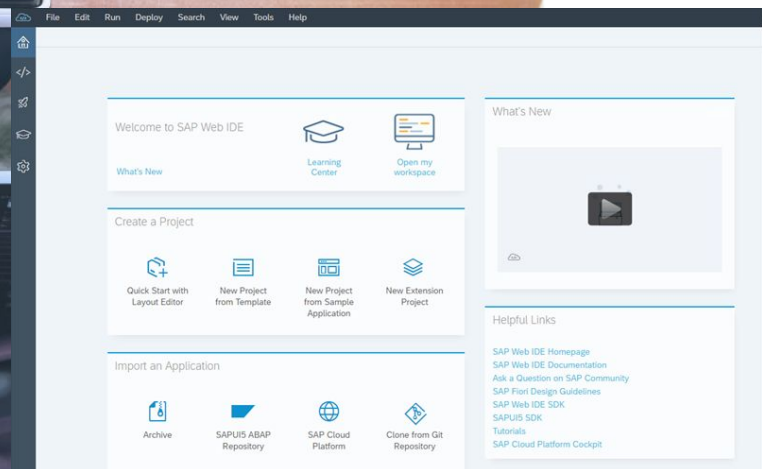 File Edit Run Deploy Search View Tools Help
Welcome to SAP Web IDE
What's New
Learning
Center
Open my
workspace
Create a Project
Quick Start with
Layout Editor
New Project
from Template
New Project
from Sample
Application
New Extension
Project
Import an Application
Archive
SAPUI5 ABAP
Repository
SAP Cloud
Platform
Clone from Git
Repository
What's New
Helpful Links
SAP Web IDE Homepage
SAP Web IDE Documentation
Ask a Question on SAP Community
SAP Fiori Design Guidelines
SAP Web IDE SDK
SAPUI5 SDK
Tutorials
SAP Cloud Platform Cockpit